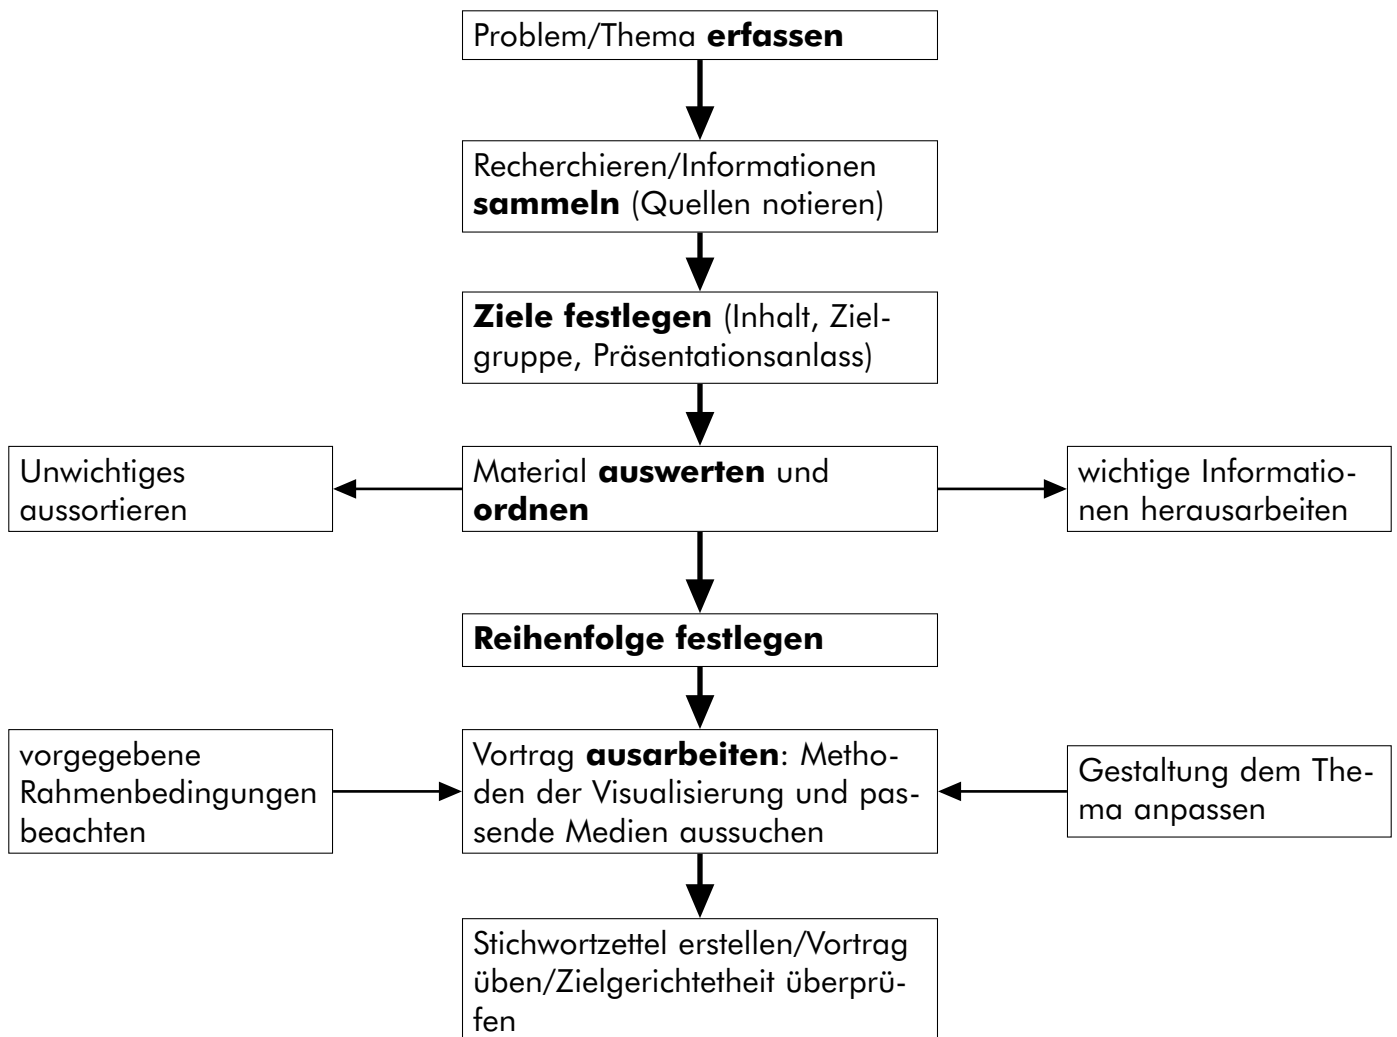 Problem/Thema erfassen
Recherchieren/Informationen
sammeln (Quellen notieren)
Ziele festlegen (Inhalt, Ziel-
gruppe, Präsentationsanlass)
Unwichtiges
aussortieren
Material auswerten und
ordnen
wichtige Informatio-
nen herausarbeiten
Reihenfolge festlegen
vorgegebene
Rahmenbedingungen
beachten
Vortrag ausarbeiten: Metho-
den der Visualisierung und pas-
sende Medien aussuchen
Gestaltung dem The-
ma anpassen
Stichwortzettel erstellen/Vortrag
üben/Zielgerichtetheit überprü-
fen